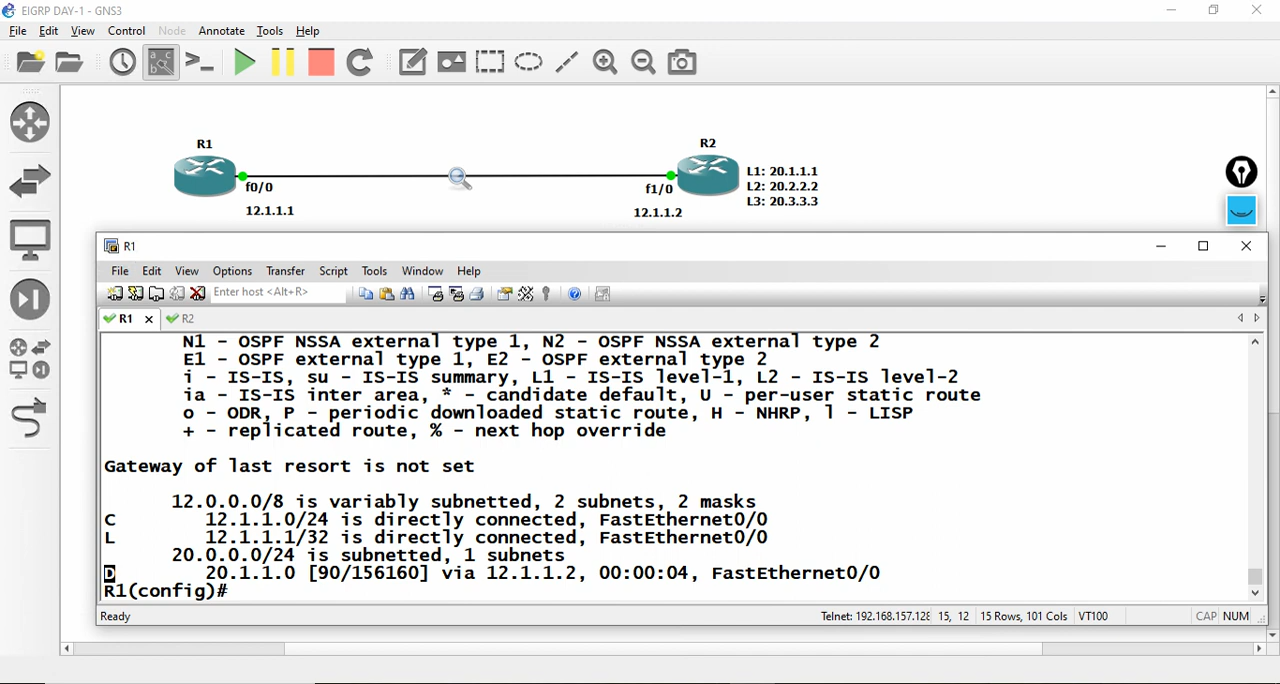 EIGRP DAY-1 - GNS3
File Edit View Control Node Annotate Tools Help
R1
R2
f0/0
f1/0
12.1.1.1
12.1.1.2
L1: 20.1.1.1
L2: 20.2.2.2
L3: 20.3.3.3
R1
File Edit View Options Transfer Script Tools Window Help
Enter host <Alt+R>
R1 R2
N1 - OSPF NSSA external type 1, N2 - OSPF NSSA external type 2
E1 - OSPF external type 1, E2 - OSPF external type 2
i - IS-IS, su - IS-IS summary, L1 - IS-IS level-1, L2 - IS-IS level-2
ia - IS-IS inter area, * - candidate default, U - per-user static route
o - ODR, P - periodic downloaded static route, H - NHRP, l - LISP
+ - replicated route, % - next hop override
Gateway of last resort is not set
12.0.0.0/8 is variably subnetted, 2 subnets, 2 masks
C 12.1.1.0/24 is directly connected, FastEthernet0/0
L 12.1.1.1/32 is directly connected, FastEthernet0/0
20.0.0.0/24 is subnetted, 1 subnets
D 20.1.1.0 [90/156160] via 12.1.1.2, 00:00:04, FastEthernet0/0
R1(config)#
Ready Telnet: 192.168.157.128 15, 12 15 Rows, 101 Cols VT100 CAP NUM